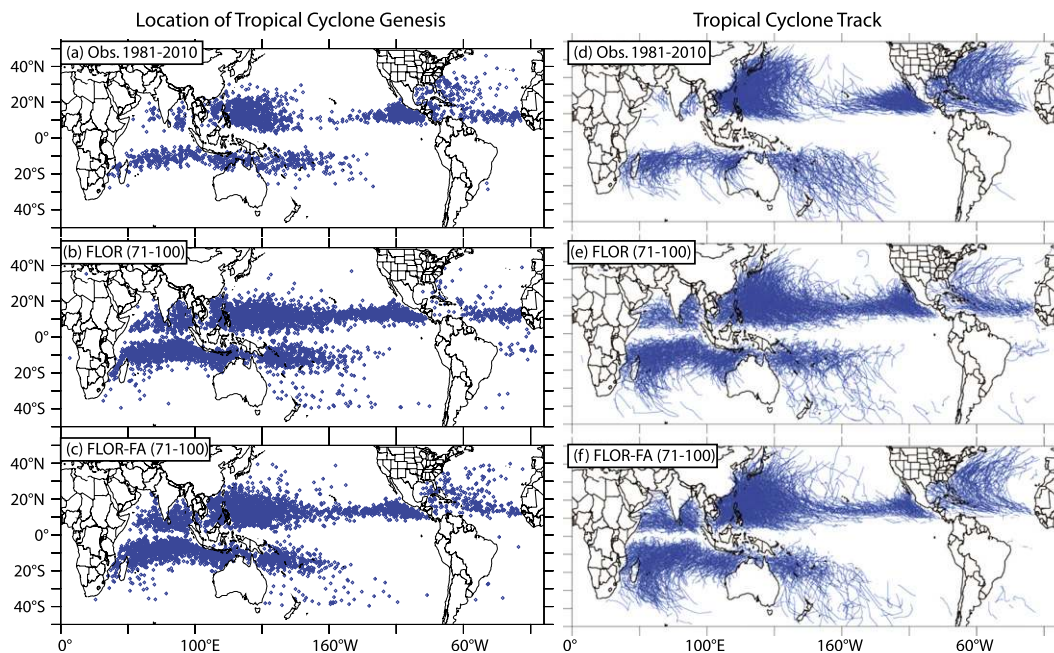 Location of Tropical Cyclone Genesis
Tropical Cyclone Track
(a) Obs.1981-2010
(d) Obs. 1981-2010
40°N
20°N
0°
20°S
40°S
(b) FLOR (71-100)
(e) FLOR (71-100)
40°N
20°N
0°
20°S
40°S
(c) FLOR-FA (71-100)
(f) FLOR-FA (71-100)
40°N
20°N
0°
20°S
40°S
0° 100°E 160°W 60°W
0° 100°E 160°W 60°W